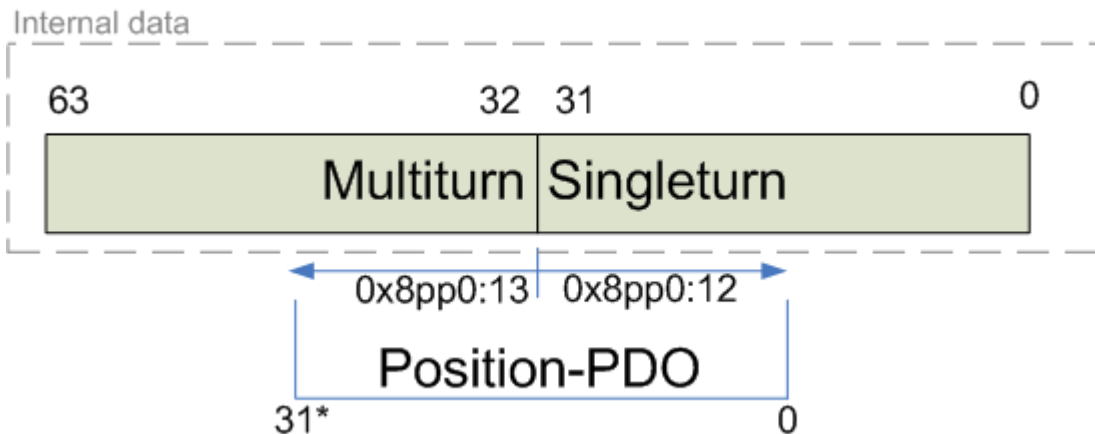 Internal data
63 32 31 0
Multiturn Singleturn
0x8pp0:13 0x8pp0:12
Position-PDO
31* 0